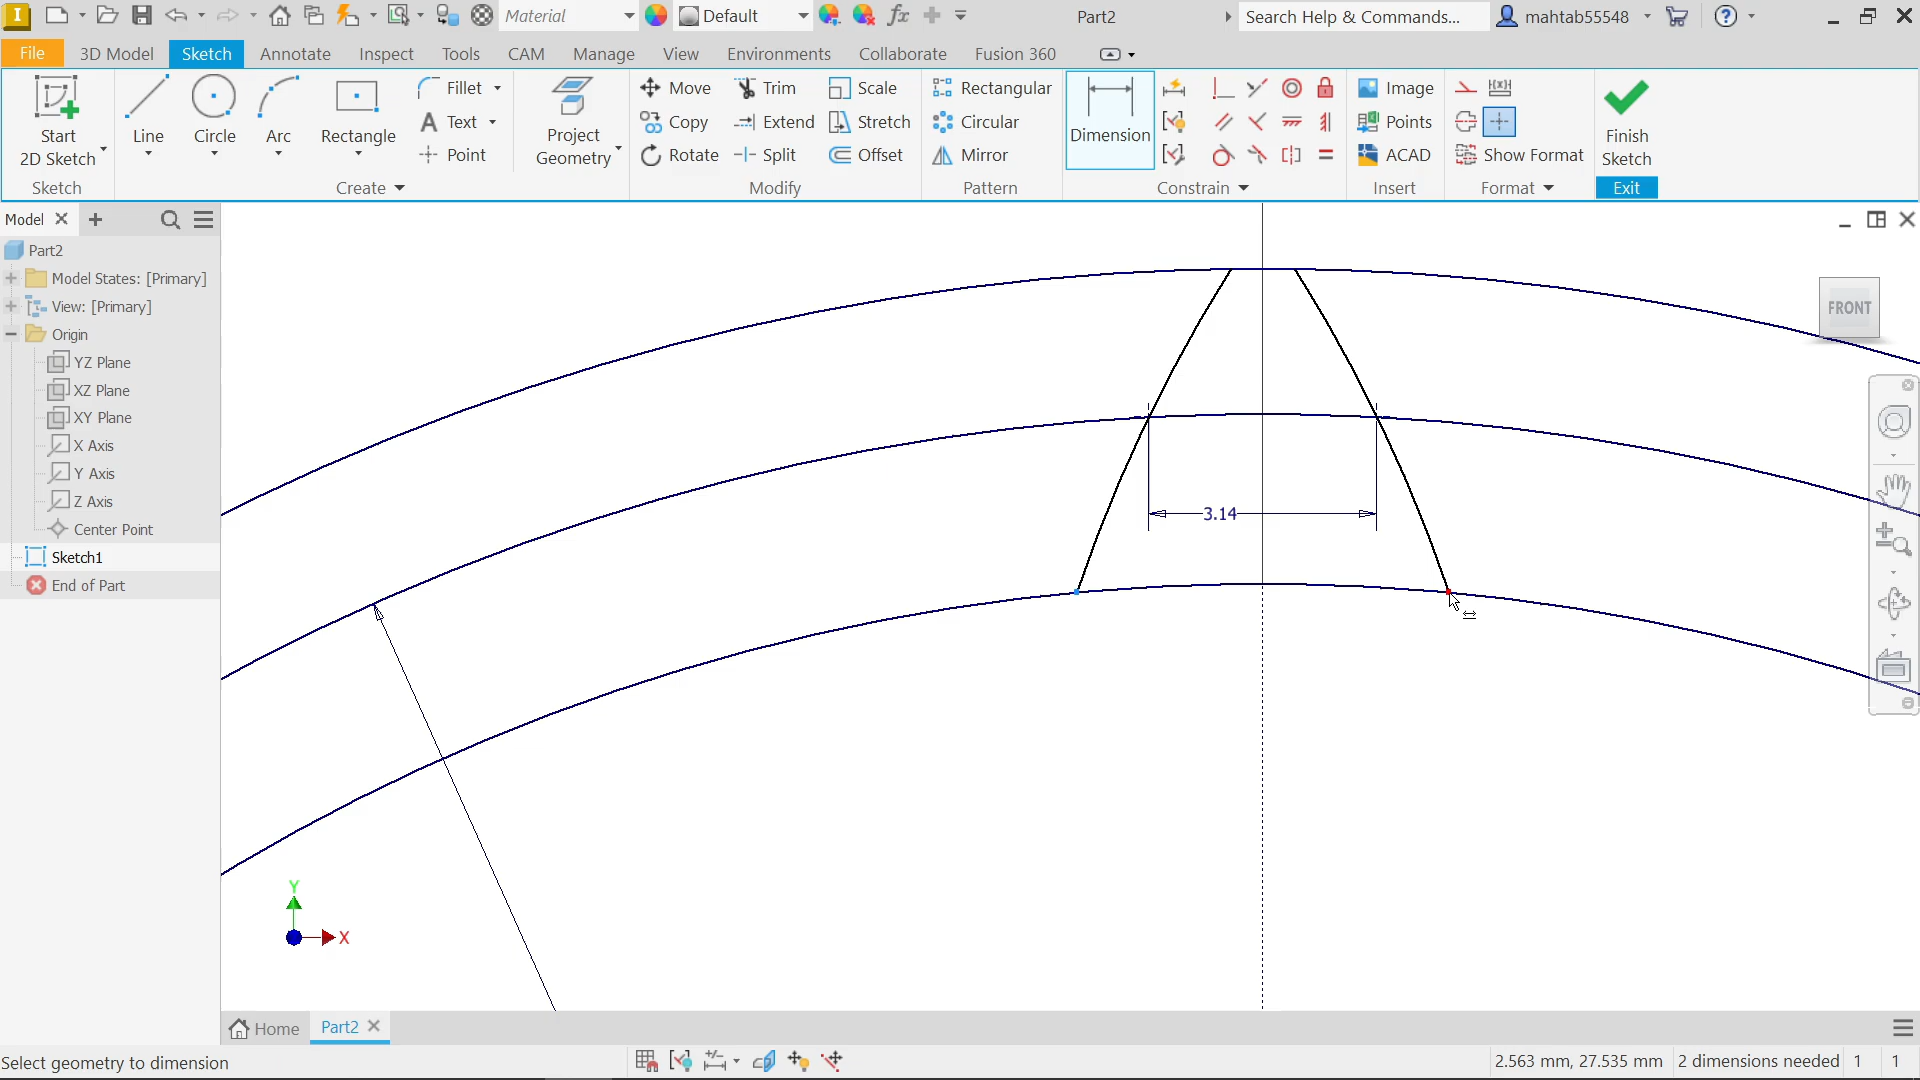 Material
Default
Part2
Search Help & Commands...
mahtab55548
File
3D Model
Sketch
Annotate
Inspect
Tools
CAM
Manage
View
Environments
Collaborate
Fusion 360
Start
2D Sketch
Line
Circle
Arc
Rectangle
Fillet
Text
Point
Project
Geometry
Move
Copy
Rotate
Trim
Extend
Split
Scale
Stretch
Offset
Rectangular
Circular
Mirror
Dimension
Image
Points
ACAD
Show Format
Finish
Sketch
Sketch
Create
Modify
Pattern
Constrain
Insert
Format
Exit
Model
Part2
Model States: [Primary]
View: [Primary]
Origin
YZ Plane
XZ Plane
XY Plane
X Axis
Y Axis
Z Axis
Center Point
Sketch1
End of Part
FRONT
3.14
Y
X
Home
Part2
Select geometry to dimension
2.563 mm, 27.535 mm
2 dimensions needed
1
1